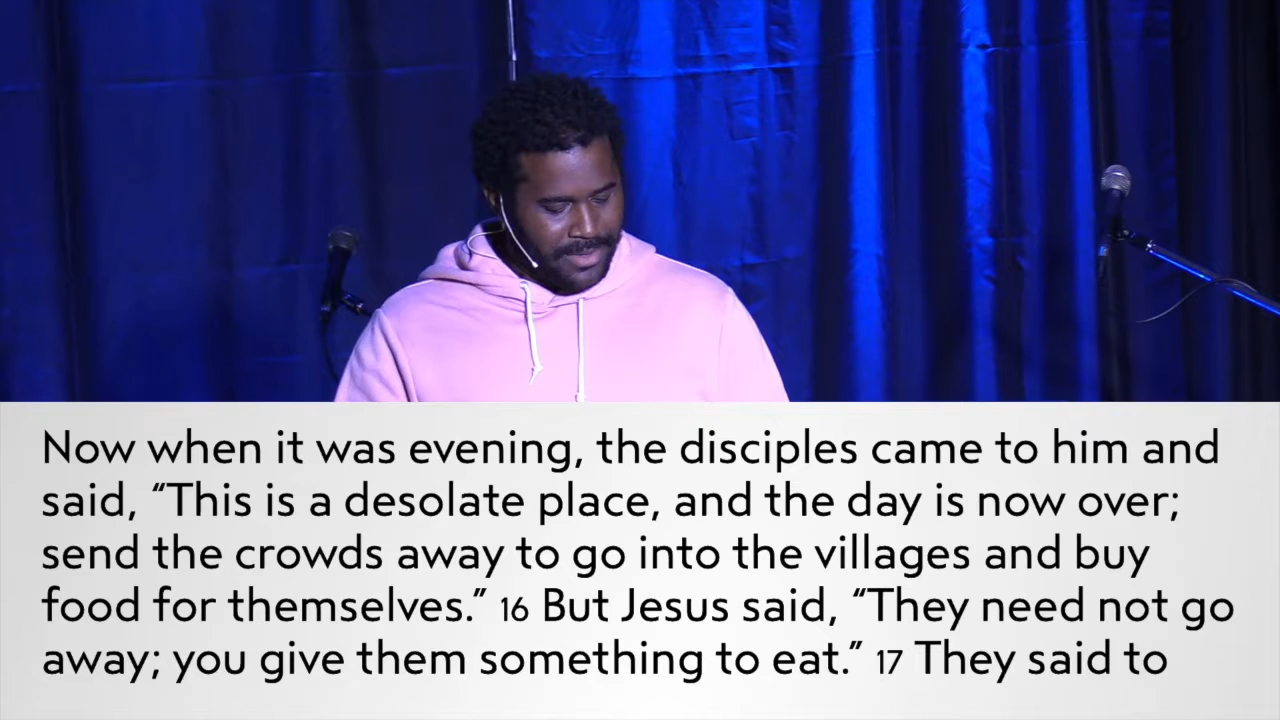 Now when it was evening, the disciples came to him and
said, “This is a desolate place, and the day is now over;
send the crowds away to go into the villages and buy
food for themselves.” 16 But Jesus said, “They need not go
away; you give them something to eat.” 17 They said to